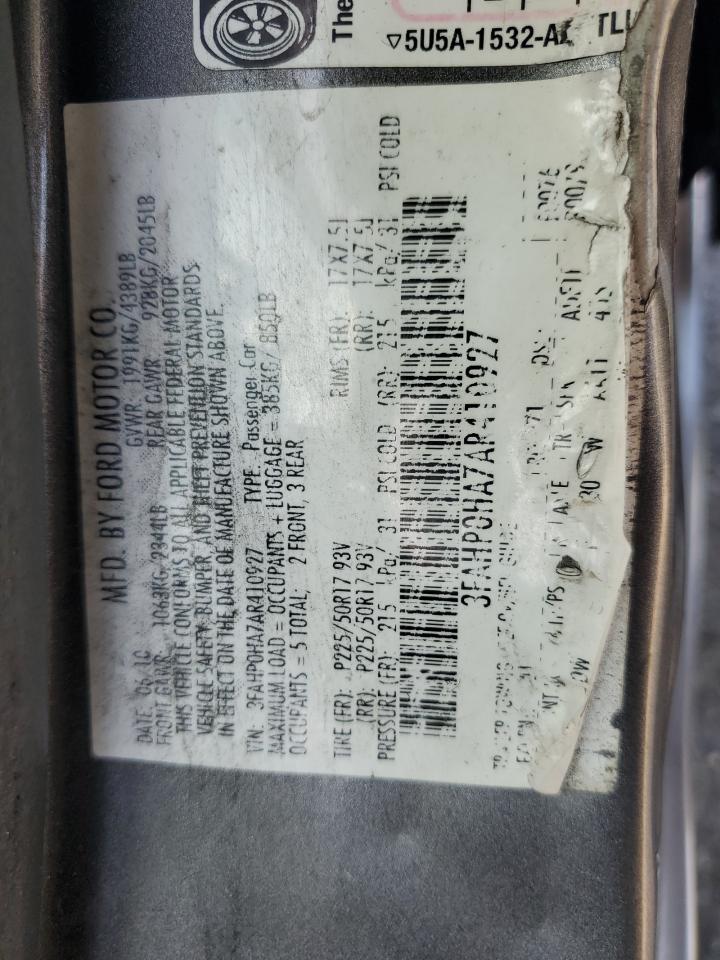 The
▽5U5A-1532-A
TLU
MFD. BY FORD MOTOR CO.
DATE: 06/10 GVWR: 1991KG/4389LB
FRONT GAWR: 1063KG/2344LB REAR GAWR: 928KG/2045LB
THIS VEHICLE CONFORMS TO ALL APPLICABLE FEDERAL MOTOR
VEHICLE SAFETY, BUMPER, AND THEFT PREVENTION STANDARDS
IN EFFECT ON THE DATE OF MANUFACTURE SHOWN ABOVE.
VIN: 3FAHP0HA7AR410927 TYPE: Passenger Car
MAXIMUM LOAD = OCCUPANTS + LUGGAGE = 385KG/ 850LB
OCCUPANTS = 5 TOTAL, 2 FRONT, 3 REAR
TIRE (FR): P225/50R17 93V RIMS (FR): 17X7.5J
(RR): P225/50R17 93V (RR): 17X7.5J
PRESSURE (FR): 215 kPa/ 31 PSI COLD (RR): 215 kPa/ 31 PSI COLD
3FAHP0HA7AR410927
60076